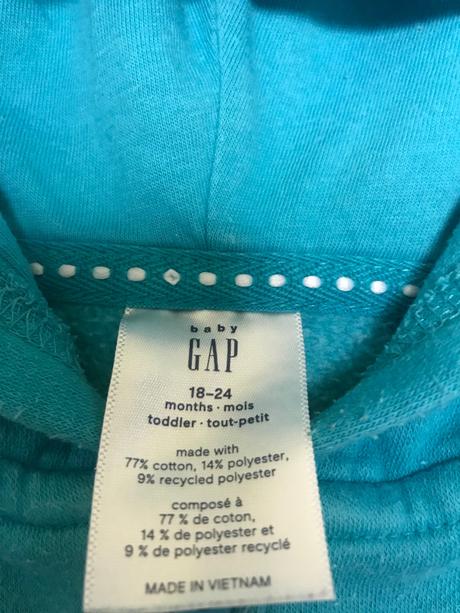 baby
GAP
18–24
months · mois
toddler · tout-petit
made with
77% cotton, 14% polyester,
9% recycled polyester
composé à
77 % de coton,
14 % de polyester et
9 % de polyester recyclé
MADE IN VIETNAM